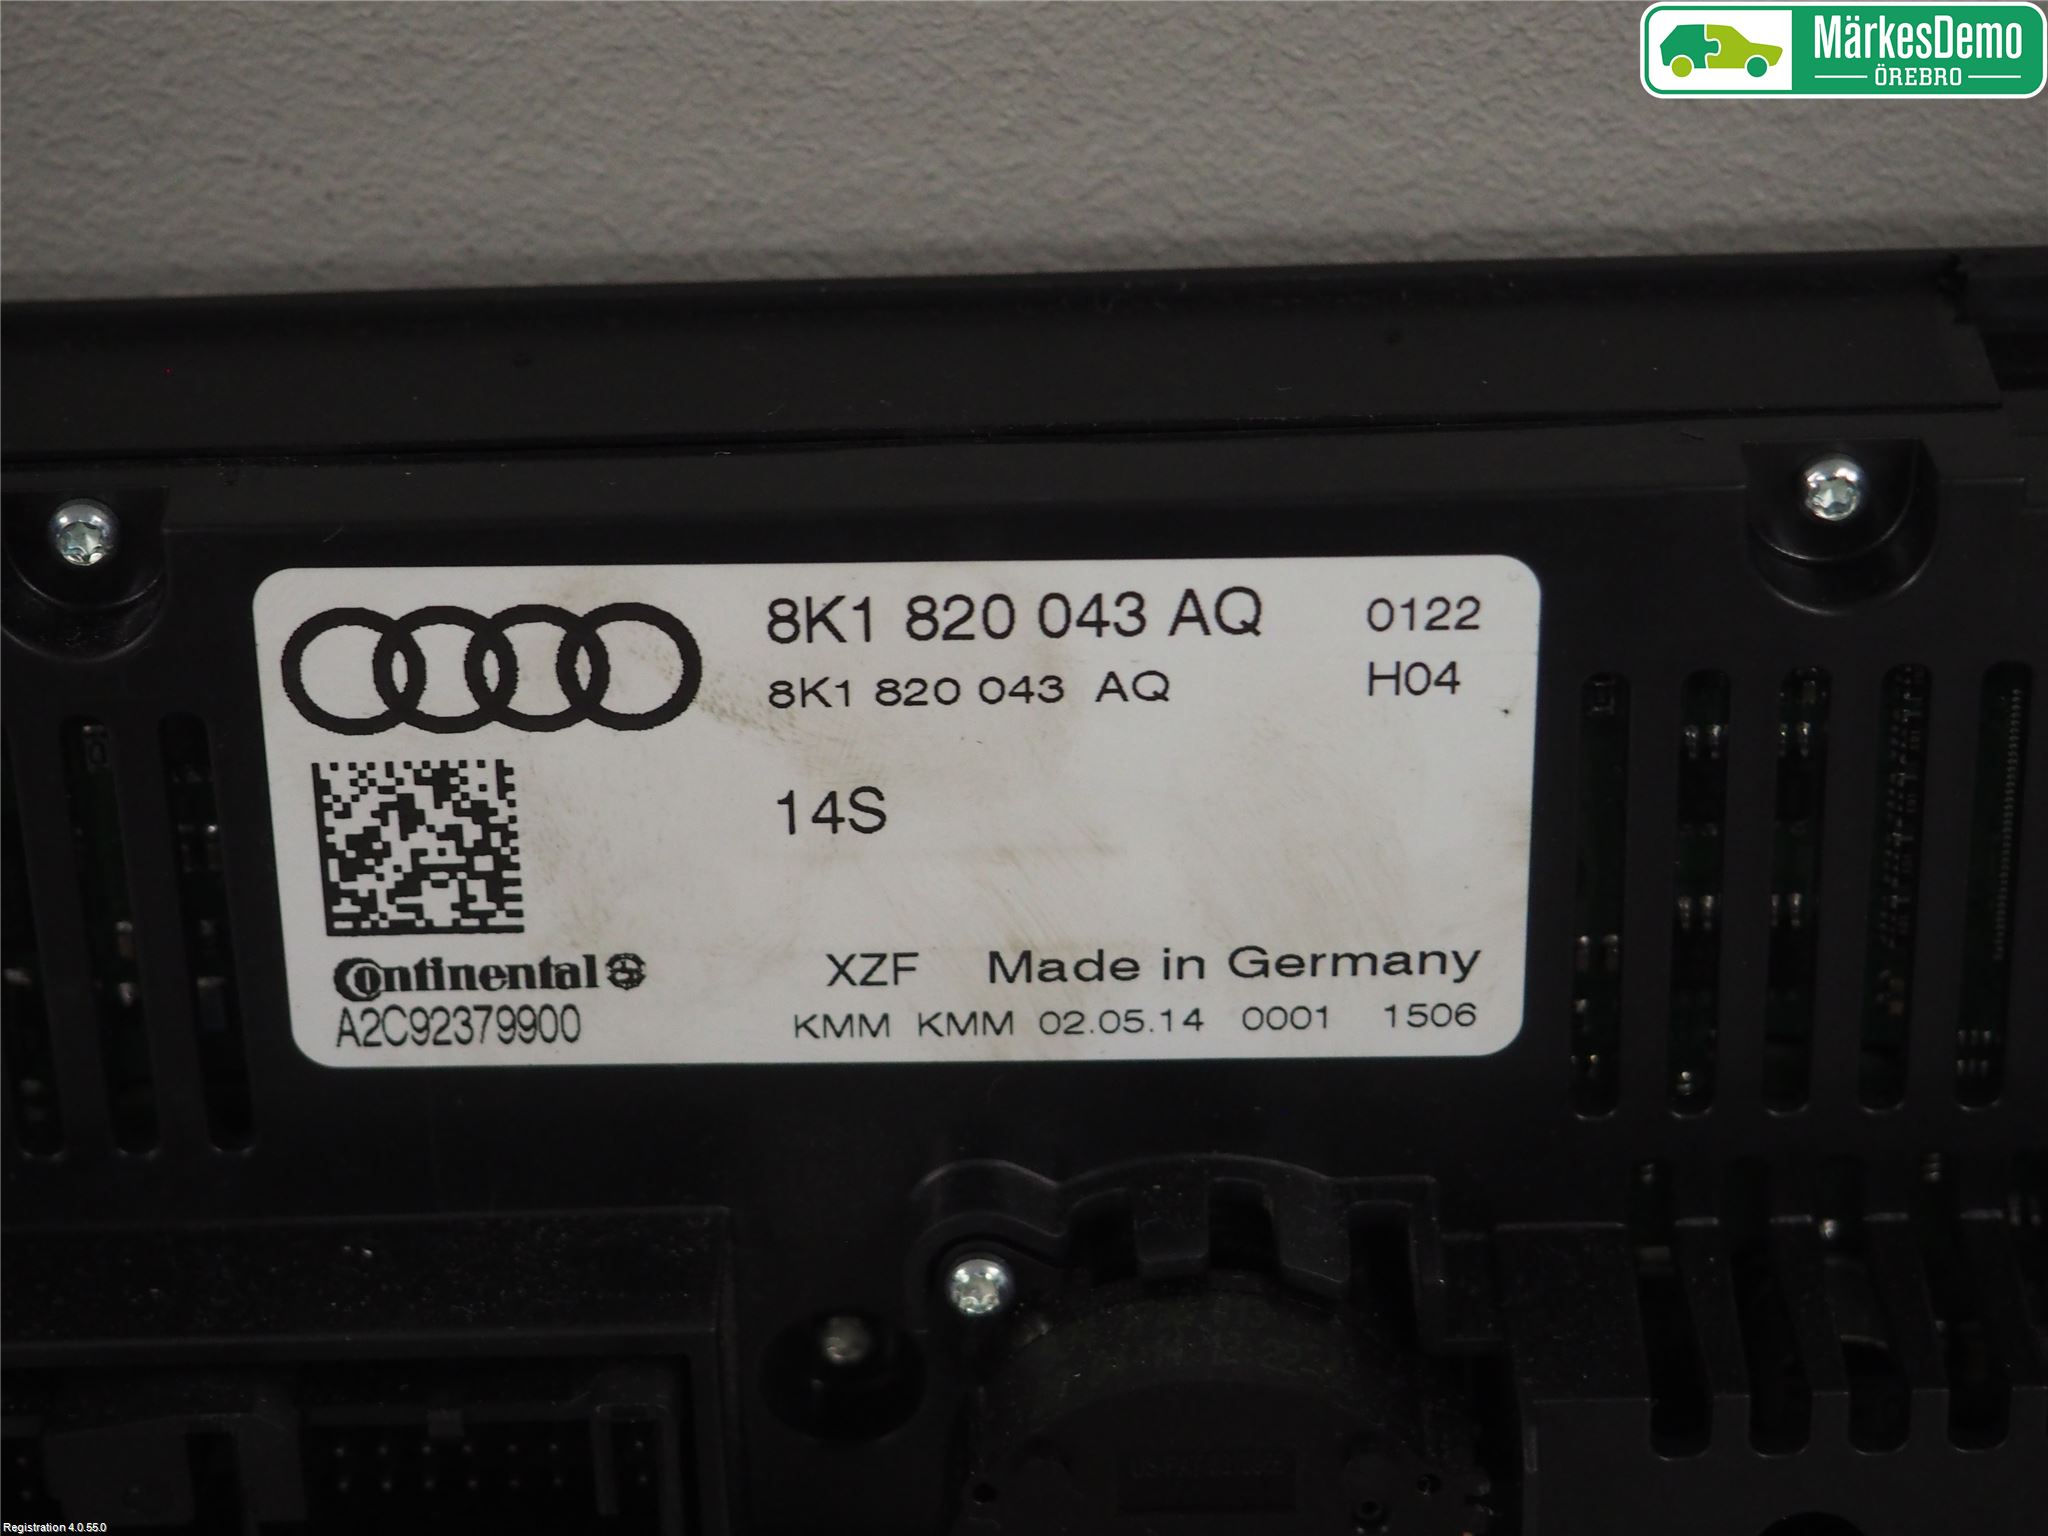 MärkesDemo
ÖREBRO
8K1 820 043 AQ 0122
8K1 820 043 AQ H04
14S
Continental
XZF Made in Germany
A2C92379900
KMM KMM 02.05.14 0001 1506
Registration 4.0.55.0